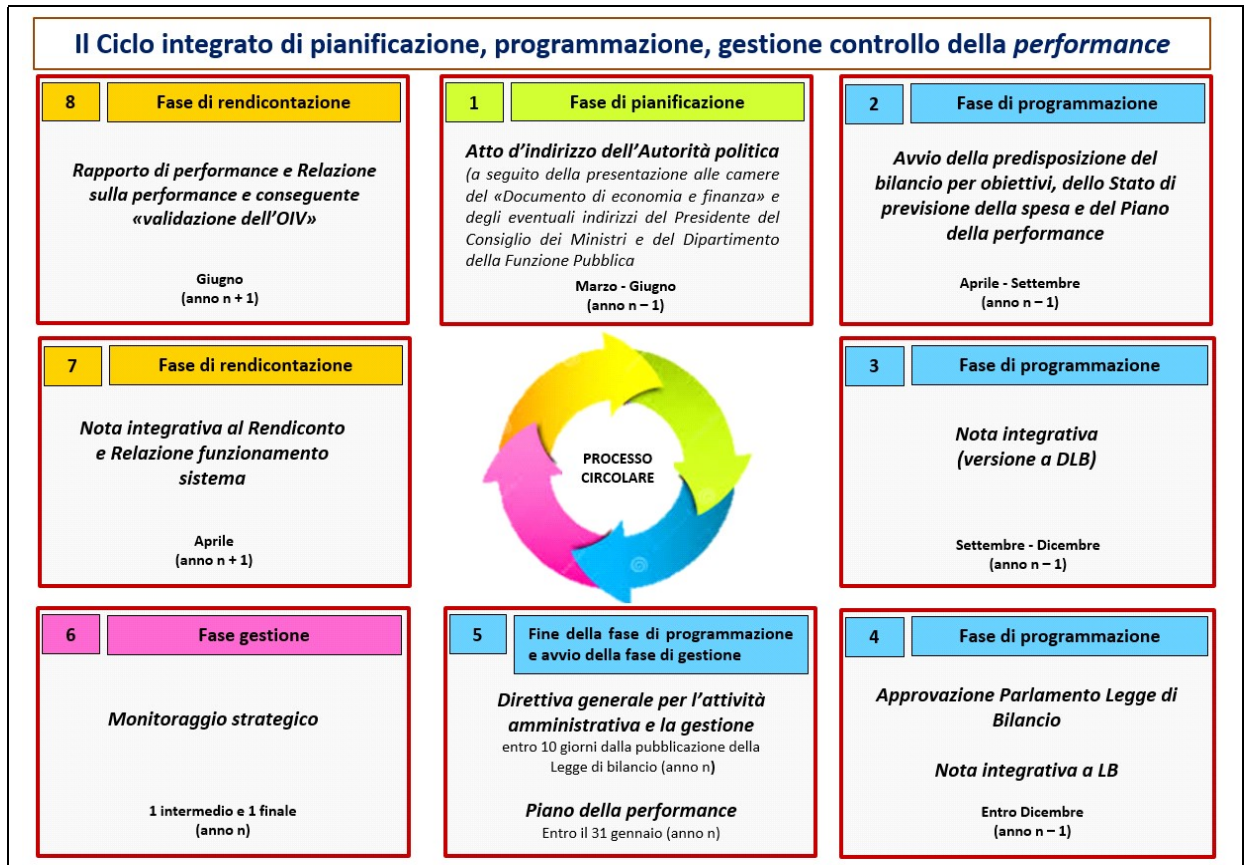 Il Ciclo integrato di pianificazione, programmazione, gestione controllo della performance
8
Fase di rendicontazione
Rapporto di performance e Relazione
sulla performance e conseguente
«validazione dell’OIV»
Giugno
(anno n + 1)
1
Fase di pianificazione
Atto d’indirizzo dell’Autorità politica
(a seguito della presentazione alle camere
del «Documento di economia e finanza» e
degli eventuali indirizzi del Presidente del
Consiglio dei Ministri e del Dipartimento
della Funzione Pubblica
Marzo - Giugno
(anno n – 1)
2
Fase di programmazione
Avvio della predisposizione del
bilancio per obiettivi, dello Stato di
previsione della spesa e del Piano
della performance
Aprile - Settembre
(anno n – 1)
7
Fase di rendicontazione
Nota integrativa al Rendiconto
e Relazione funzionamento
sistema
Aprile
(anno n + 1)
PROCESSO
CIRCOLARE
3
Fase di programmazione
Nota integrativa
(versione a DLB)
Settembre - Dicembre
(anno n – 1)
6
Fase gestione
Monitoraggio strategico
1 intermedio e 1 finale
(anno n)
5
Fine della fase di programmazione
e avvio della fase di gestione
Direttiva generale per l’attività
amministrativa e la gestione
entro 10 giorni dalla pubblicazione della
Legge di bilancio (anno n)
Piano della performance
Entro il 31 gennaio (anno n)
4
Fase di programmazione
Approvazione Parlamento Legge di
Bilancio
Nota integrativa a LB
Entro Dicembre
(anno n – 1)